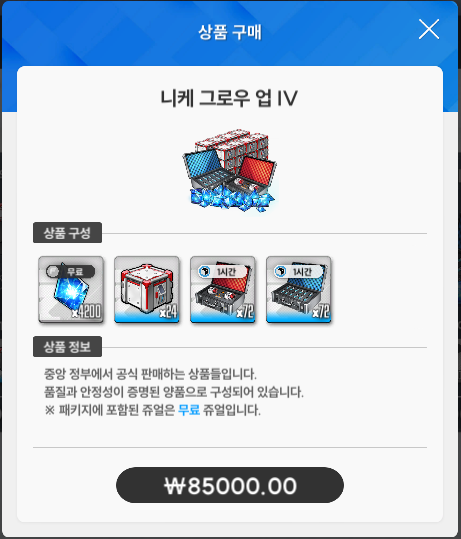 상품 구매
니케 그로우 업 IV
상품 구성
무료
x4200
x24
1시간
x72
1시간
x72
상품 정보
중앙 정부에서 공식 판매하는 상품들입니다.
품질과 안정성이 증명된 양품으로 구성되어 있습니다.
※ 패키지에 포함된 쥬얼은 무료 쥬얼입니다.
₩85000.00